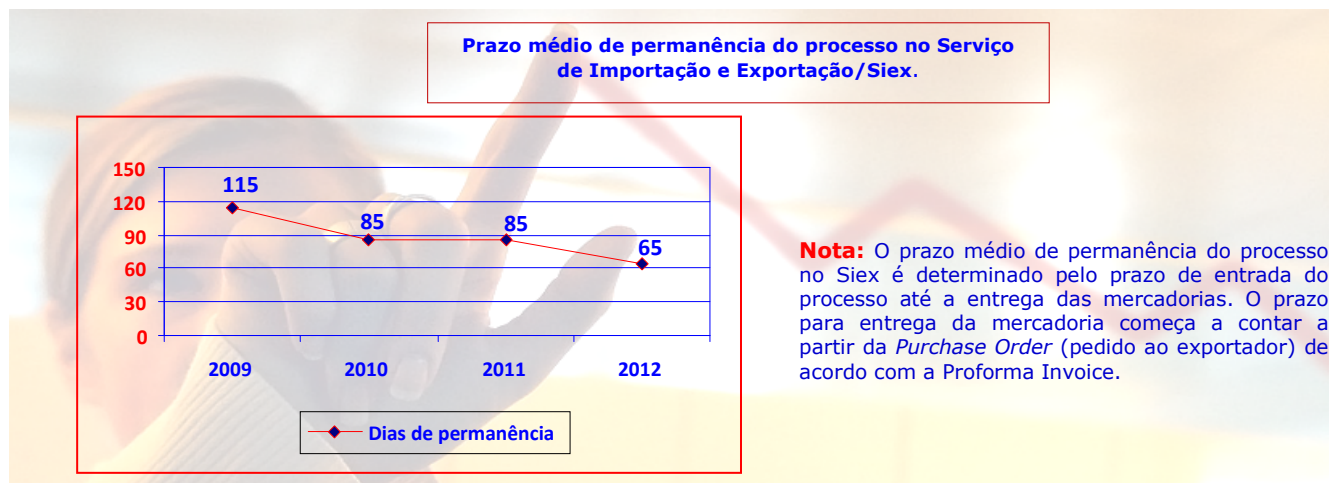 Prazo médio de permanência do processo no Serviço
de Importação e Exportação/Siex.
150
120
90
60
30
0
115
85
85
65
2009
2010
2011
2012
Dias de permanência
Nota: O prazo médio de permanência do processo
no Siex é determinado pelo prazo de entrada do
processo até a entrega das mercadorias. O prazo
para entrega da mercadoria começa a contar a
partir da Purchase Order (pedido ao exportador) de
acordo com a Proforma Invoice.